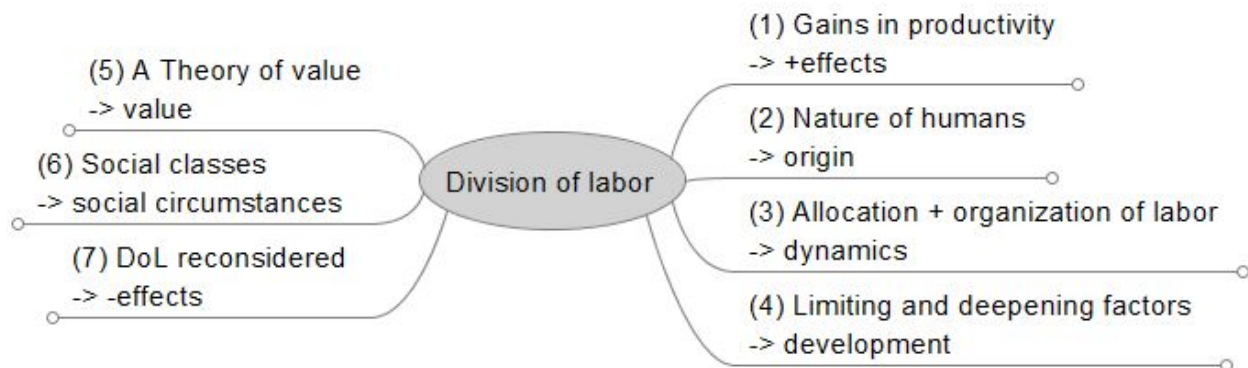 Division of labor
(1) Gains in productivity
-> +effects
(2) Nature of humans
-> origin
(3) Allocation + organization of labor
-> dynamics
(4) Limiting and deepening factors
-> development
(5) A Theory of value
-> value
(6) Social classes
-> social circumstances
(7) DoL reconsidered
-> -effects